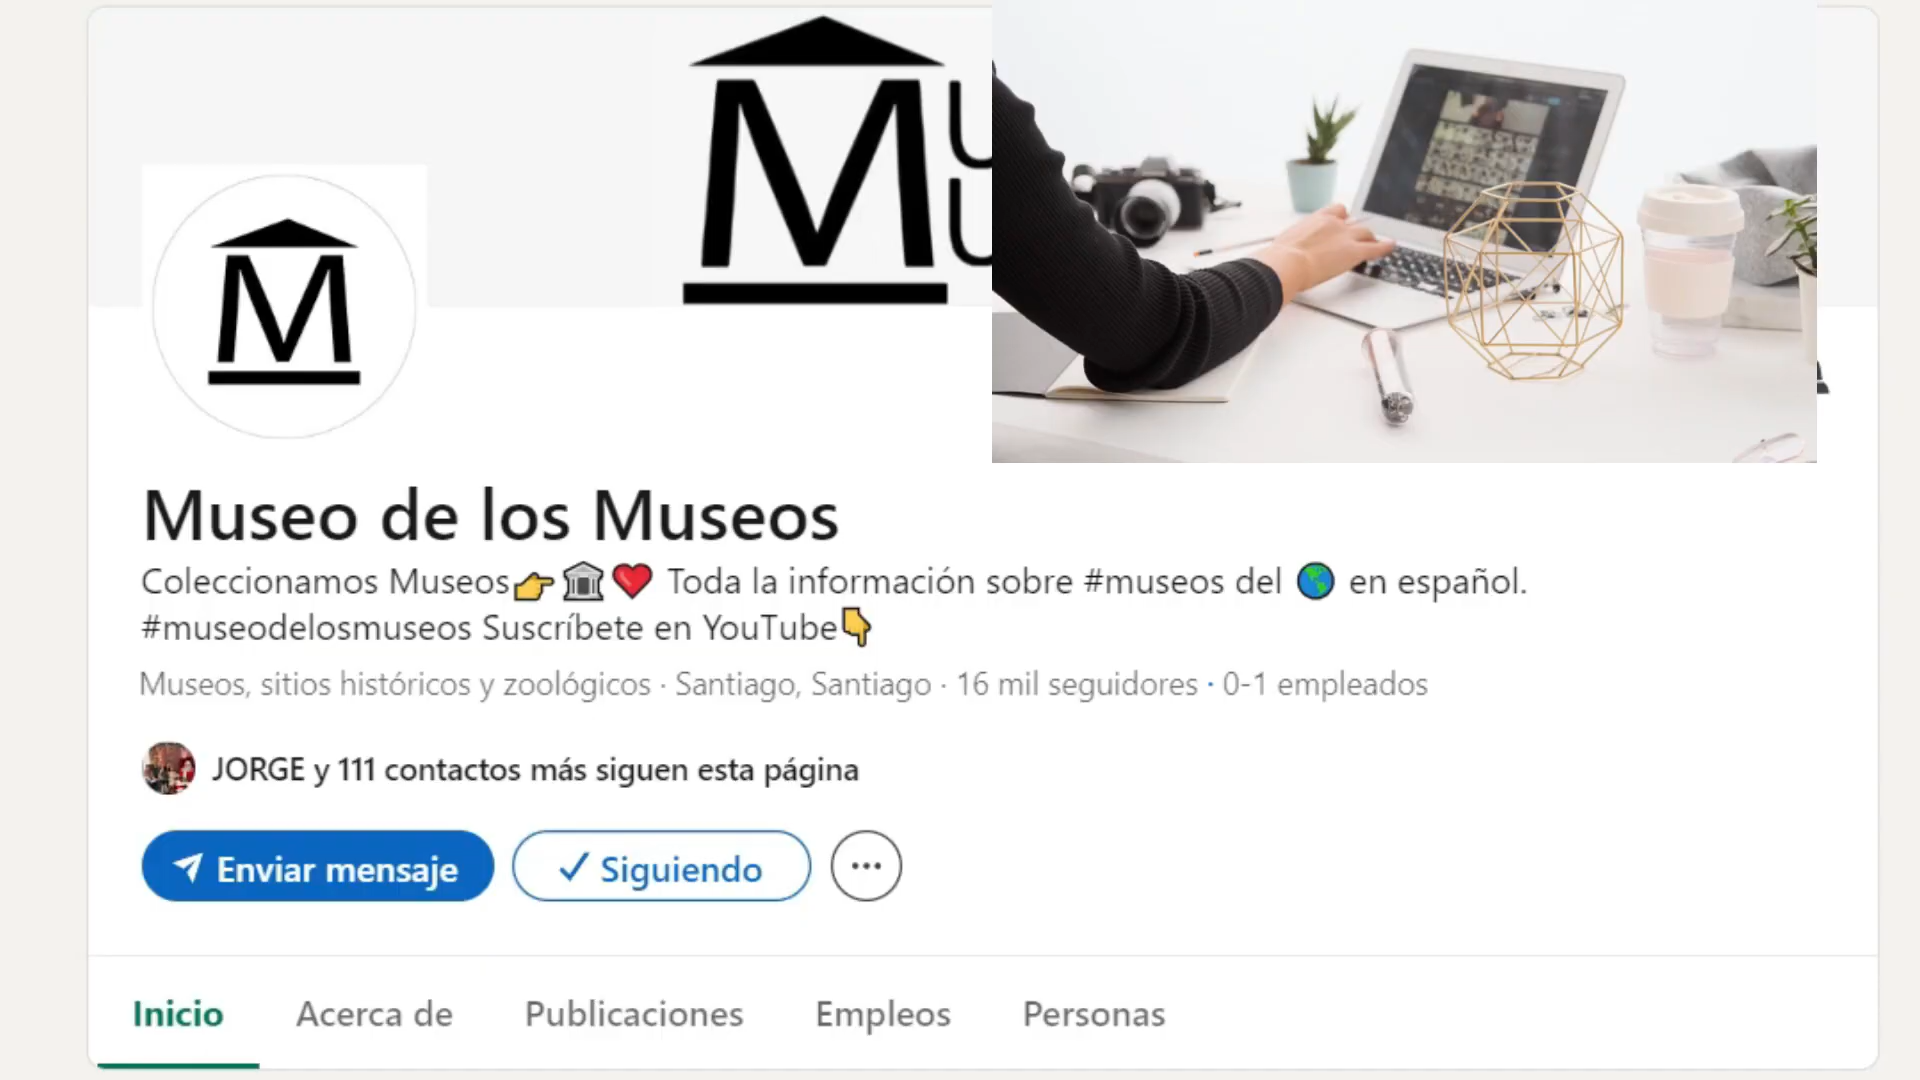 M
M
Museo de los Museos
Coleccionamos Museos👉🏛️❤️ Toda la información sobre #museos del 🌎 en español.
#museodelosmuseos Suscríbete en YouTube👇
Museos, sitios históricos y zoológicos · Santiago, Santiago · 16 mil seguidores · 0-1 empleados
JORGE y 111 contactos más siguen esta página
Enviar mensaje ✓ Siguiendo ···
Inicio Acerca de Publicaciones Empleos Personas